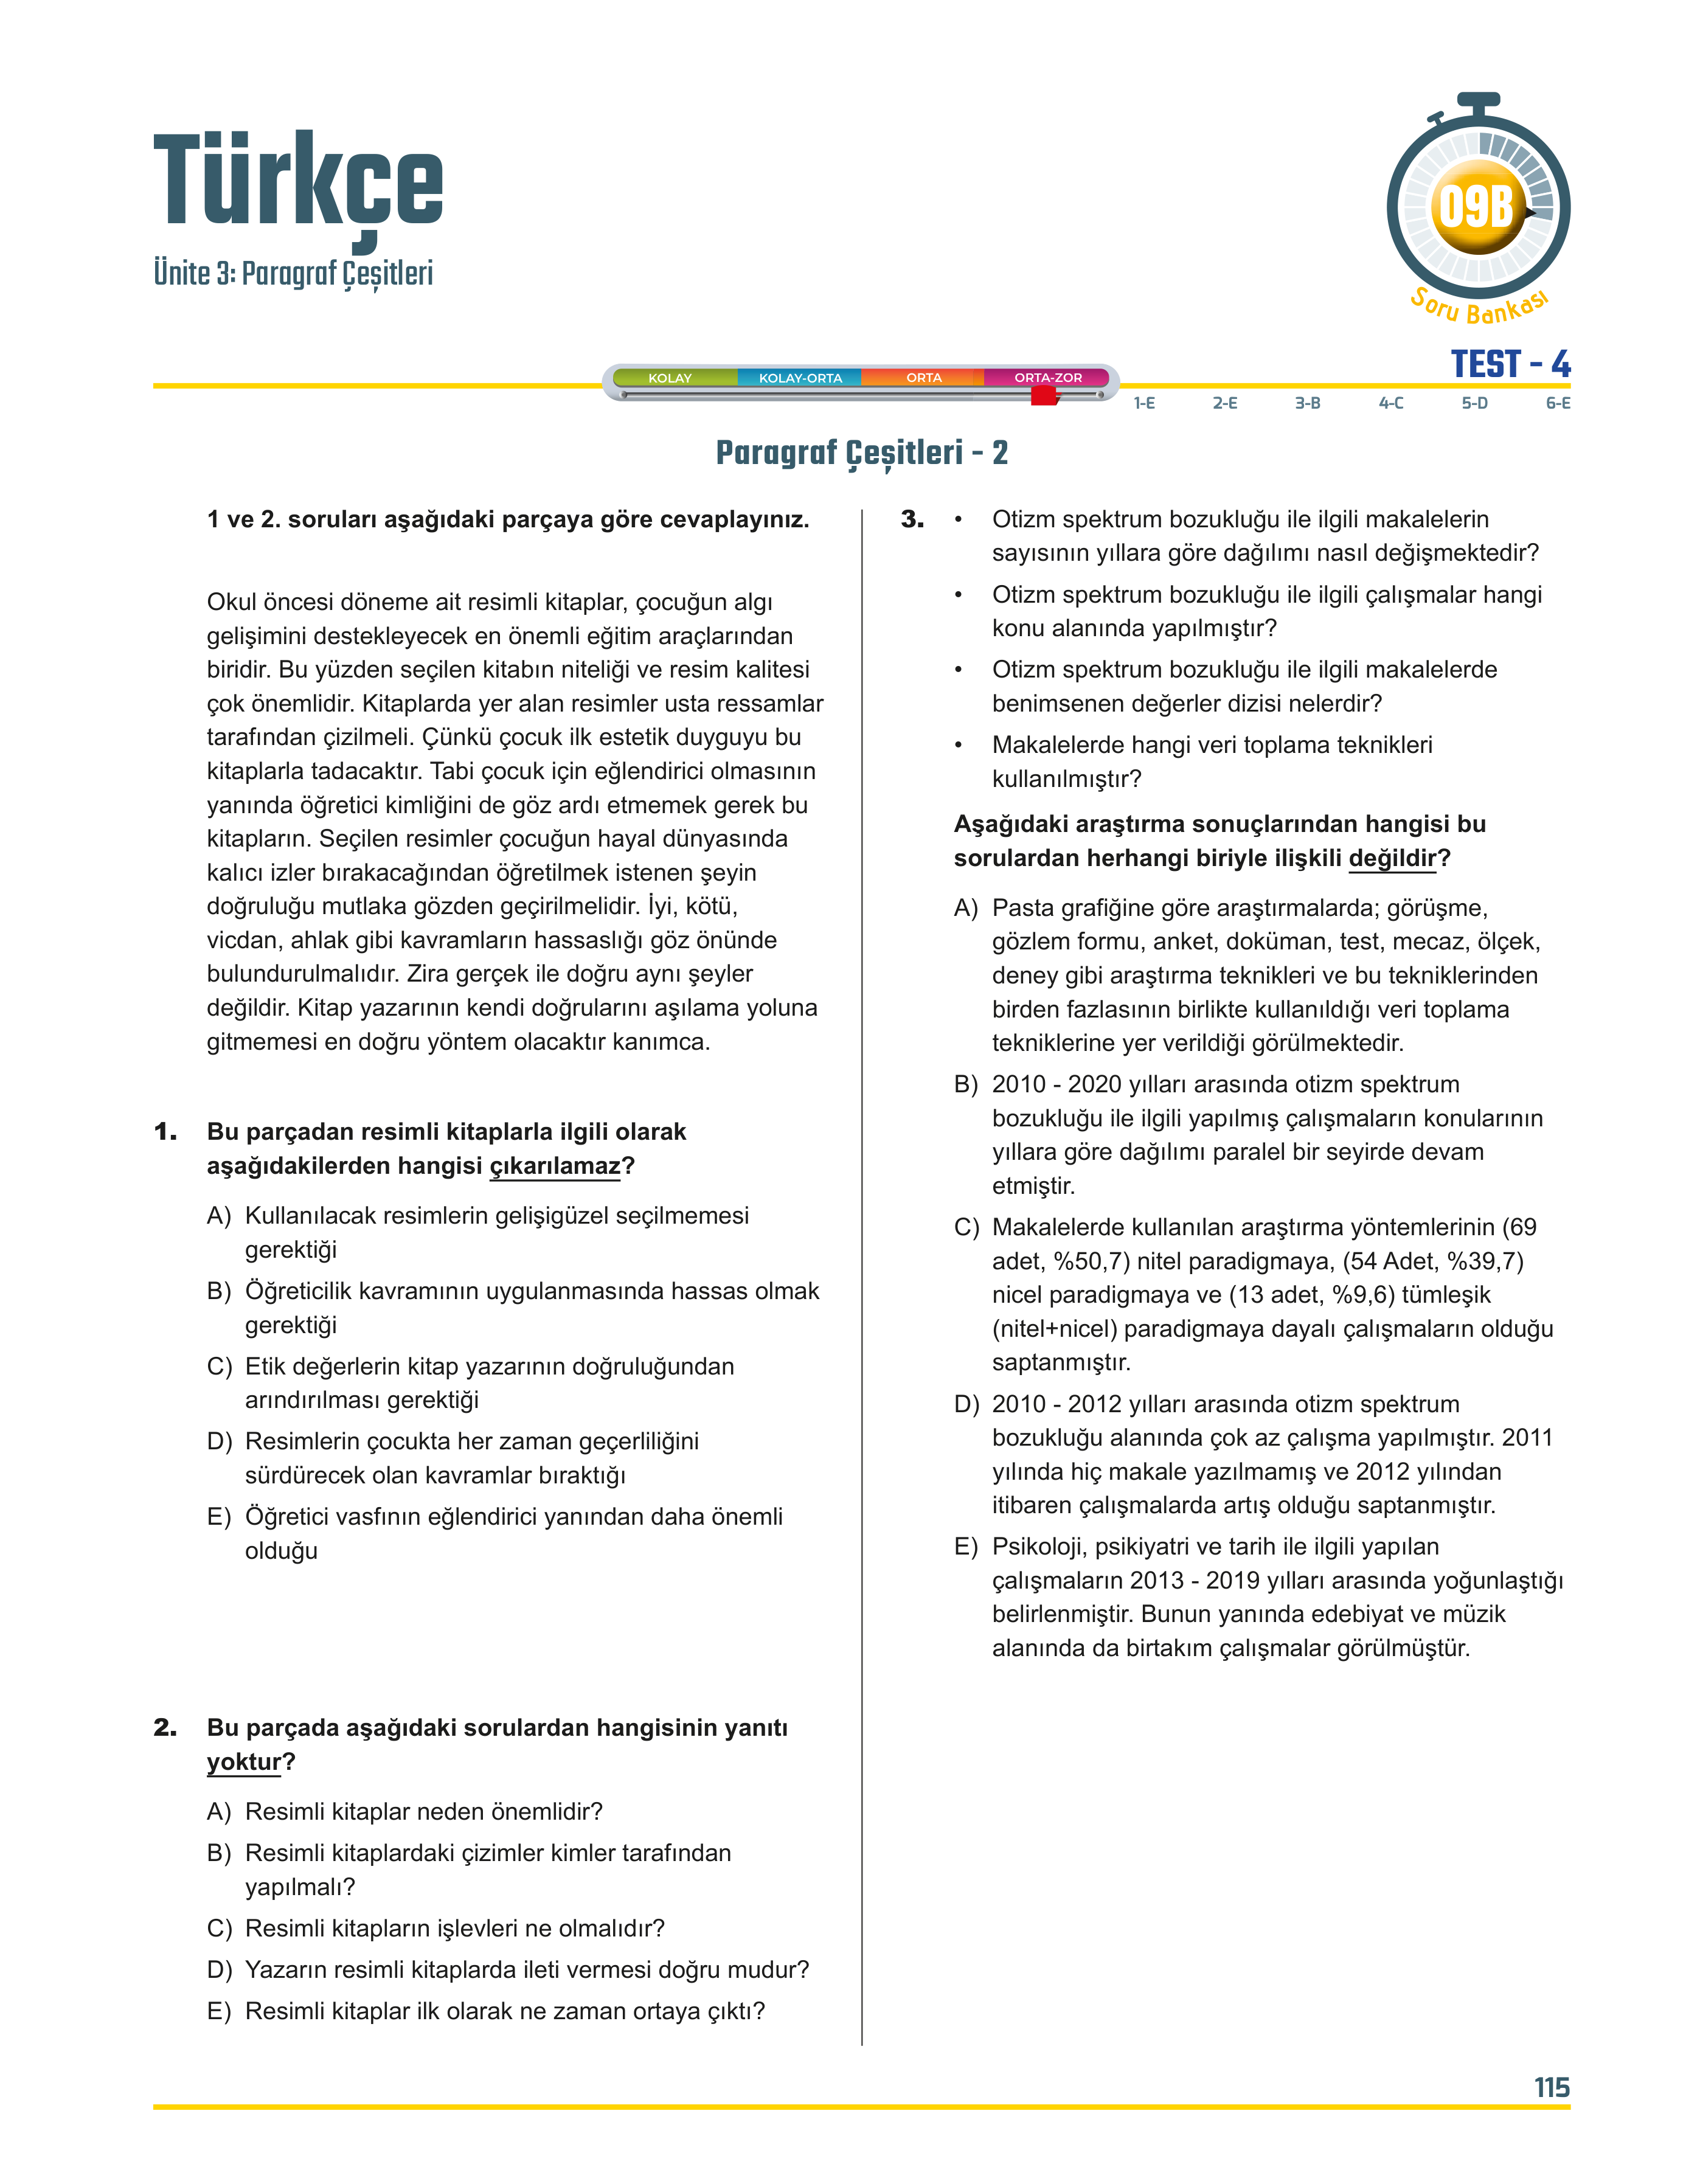 Türkçe
Ünite 3: Paragraf Çeşitleri
09B
Soru Bankası
TEST - 4
KOLAY KOLAY-ORTA ORTA ORTA-ZOR
1-E 2-E 3-B 4-C 5-D 6-E
Paragraf Çeşitleri - 2
1 ve 2. soruları aşağıdaki parçaya göre cevaplayınız.
Okul öncesi döneme ait resimli kitaplar, çocuğun algı
gelişimini destekleyecek en önemli eğitim araçlarından
biridir. Bu yüzden seçilen kitabın niteliği ve resim kalitesi
çok önemlidir. Kitaplarda yer alan resimler usta ressamlar
tarafından çizilmeli. Çünkü çocuk ilk estetik duyguyu bu
kitaplarla tadacaktır. Tabi çocuk için eğlendirici olmasının
yanında öğretici kimliğini de göz ardı etmemek gerek bu
kitapların. Seçilen resimler çocuğun hayal dünyasında
kalıcı izler bırakacağından öğretilmek istenen şeyin
doğruluğu mutlaka gözden geçirilmelidir. İyi, kötü,
vicdan, ahlak gibi kavramların hassaslığı göz önünde
bulundurulmalıdır. Zira gerçek ile doğru aynı şeyler
değildir. Kitap yazarının kendi doğrularını aşılama yoluna
gitmemesi en doğru yöntem olacaktır kanımca.
1. Bu parçadan resimli kitaplarla ilgili olarak
aşağıdakilerden hangisi çıkarılamaz?
A) Kullanılacak resimlerin gelişigüzel seçilmemesi
gerektiği
B) Öğreticilik kavramının uygulanmasında hassas olmak
gerektiği
C) Etik değerlerin kitap yazarının doğruluğundan
arındırılması gerektiği
D) Resimlerin çocukta her zaman geçerliliğini
sürdürecek olan kavramlar bıraktığı
E) Öğretici vasfının eğlendirici yanından daha önemli
olduğu
2. Bu parçada aşağıdaki sorulardan hangisinin yanıtı
yoktur?
A) Resimli kitaplar neden önemlidir?
B) Resimli kitaplardaki çizimler kimler tarafından
yapılmalı?
C) Resimli kitapların işlevleri ne olmalıdır?
D) Yazarın resimli kitaplarda ileti vermesi doğru mudur?
E) Resimli kitaplar ilk olarak ne zaman ortaya çıktı?
3. • Otizm spektrum bozukluğu ile ilgili makalelerin
sayısının yıllara göre dağılımı nasıl değişmektedir?
• Otizm spektrum bozukluğu ile ilgili çalışmalar hangi
konu alanında yapılmıştır?
• Otizm spektrum bozukluğu ile ilgili makalelerde
benimsenen değerler dizisi nelerdir?
• Makalelerde hangi veri toplama teknikleri
kullanılmıştır?
Aşağıdaki araştırma sonuçlarından hangisi bu
sorulardan herhangi biriyle ilişkili değildir?
A) Pasta grafiğine göre araştırmalarda; görüşme,
gözlem formu, anket, doküman, test, mecaz, ölçek,
deney gibi araştırma teknikleri ve bu tekniklerinden
birden fazlasının birlikte kullanıldığı veri toplama
tekniklerine yer verildiği görülmektedir.
B) 2010 - 2020 yılları arasında otizm spektrum
bozukluğu ile ilgili yapılmış çalışmaların konularının
yıllara göre dağılımı paralel bir seyirde devam
etmiştir.
C) Makalelerde kullanılan araştırma yöntemlerinin (69
adet, %50,7) nitel paradigmaya, (54 Adet, %39,7)
nicel paradigmaya ve (13 adet, %9,6) tümleşik
(nitel+nicel) paradigmaya dayalı çalışmaların olduğu
saptanmıştır.
D) 2010 - 2012 yılları arasında otizm spektrum
bozukluğu alanında çok az çalışma yapılmıştır. 2011
yılında hiç makale yazılmamış ve 2012 yılından
itibaren çalışmalarda artış olduğu saptanmıştır.
E) Psikoloji, psikiyatri ve tarih ile ilgili yapılan
çalışmaların 2013 - 2019 yılları arasında yoğunlaştığı
belirlenmiştir. Bunun yanında edebiyat ve müzik
alanında da birtakım çalışmalar görülmüştür.
115